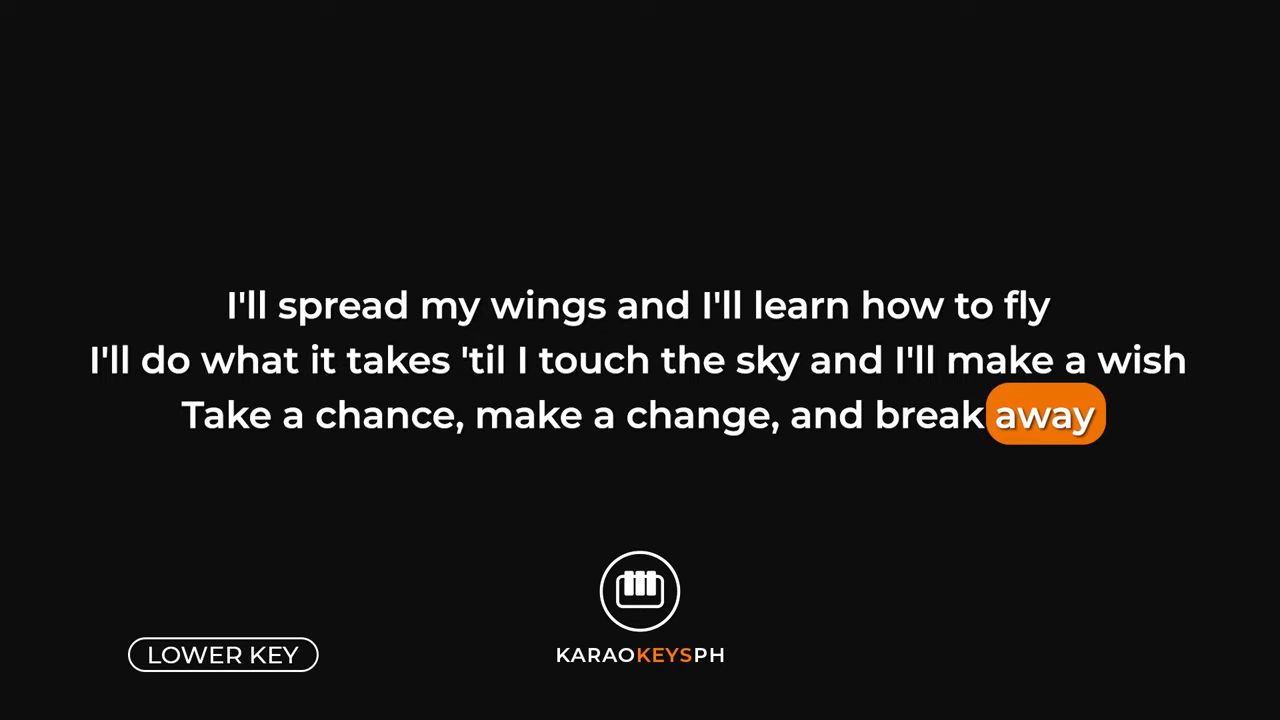 I'll spread my wings and I'll learn how to fly
I'll do what it takes 'til I touch the sky and I'll make a wish
Take a chance, make a change, and break away
LOWER KEY
KARAOKEYSPH